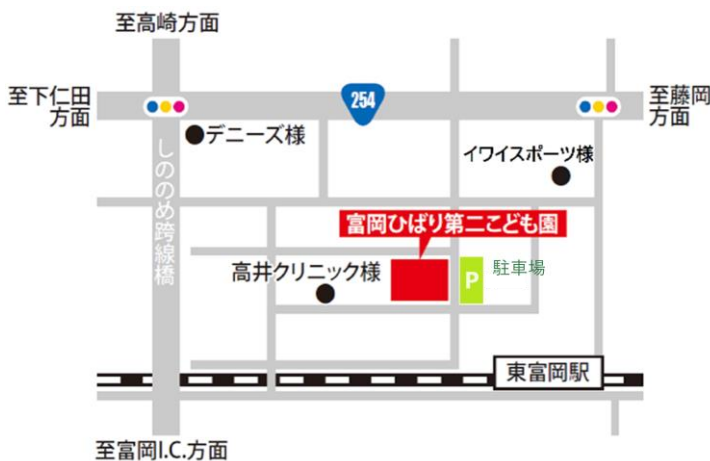 至高崎方面
至下仁田
方面
254
至藤岡
方面
デニーズ様
イワイスポーツ様
しののめ跨線橋
富岡ひばり第二こども園
高井クリニック様
P
駐車場
東富岡駅
至富岡I.C.方面